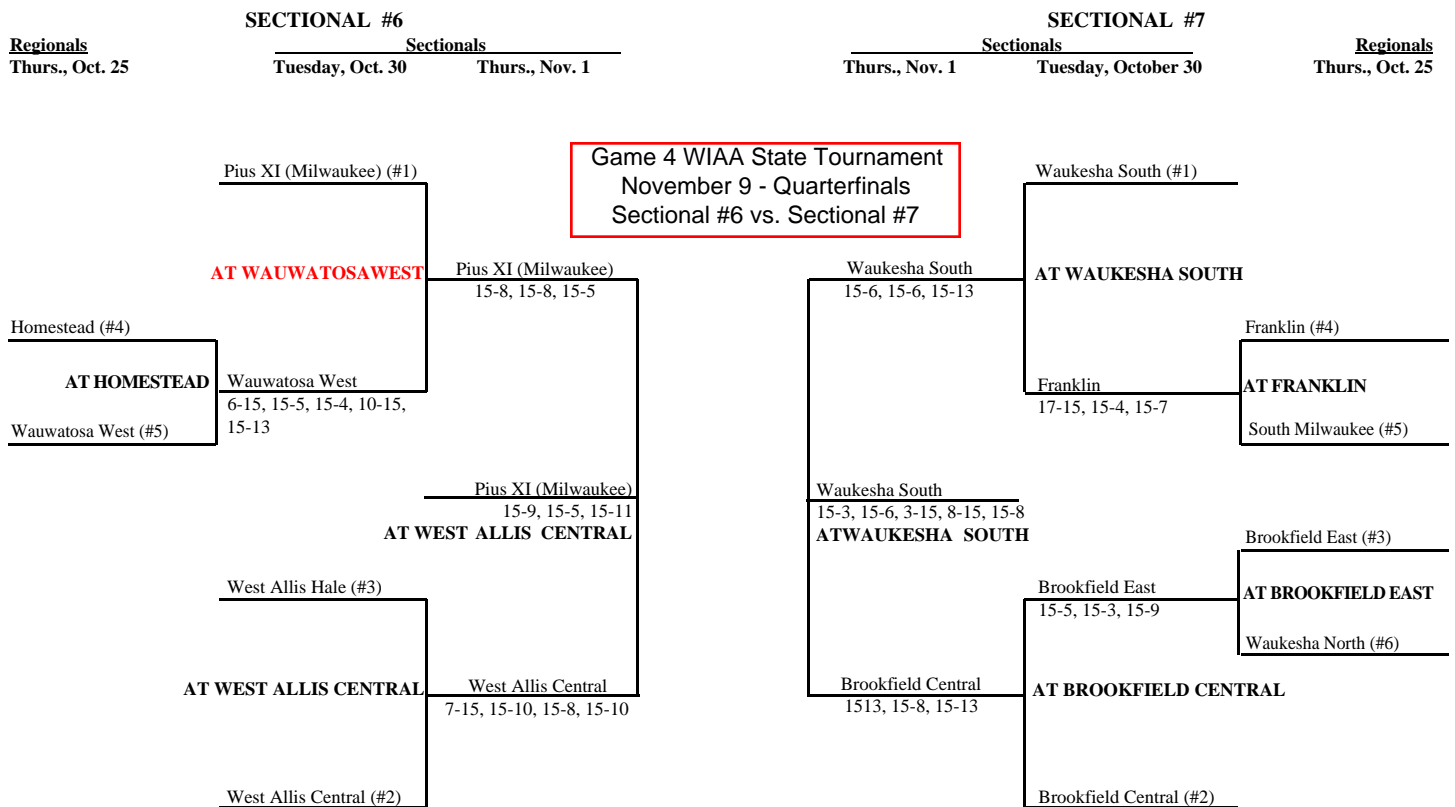 SECTIONAL #6
Regionals
Sectionals
Thurs., Oct. 25
Tuesday, Oct. 30
Thurs., Nov. 1
SECTIONAL #7
Sectionals
Regionals
Thurs., Nov. 1
Tuesday, October 30
Thurs., Oct. 25
Game 4 WIAA State Tournament
November 9 - Quarterfinals
Sectional #6 vs. Sectional #7
Pius XI (Milwaukee) (#1)
AT WAUWATOSAWEST
Pius XI (Milwaukee)
15-8, 15-8, 15-5
Homestead (#4)
AT HOMESTEAD
Wauwatosa West
6-15, 15-5, 15-4, 10-15,
15-13
Wauwatosa West (#5)
Pius XI (Milwaukee)
15-9, 15-5, 15-11
AT WEST ALLIS CENTRAL
West Allis Hale (#3)
AT WEST ALLIS CENTRAL
West Allis Central
7-15, 15-10, 15-8, 15-10
West Allis Central (#2)
Waukesha South (#1)
Waukesha South
15-6, 15-6, 15-13
AT WAUKESHA SOUTH
Franklin (#4)
Franklin
17-15, 15-4, 15-7
AT FRANKLIN
South Milwaukee (#5)
Waukesha South
15-3, 15-6, 3-15, 8-15, 15-8
ATWAUKESHA SOUTH
Brookfield East (#3)
Brookfield East
15-5, 15-3, 15-9
AT BROOKFIELD EAST
Waukesha North (#6)
Brookfield Central
1513, 15-8, 15-13
AT BROOKFIELD CENTRAL
Brookfield Central (#2)